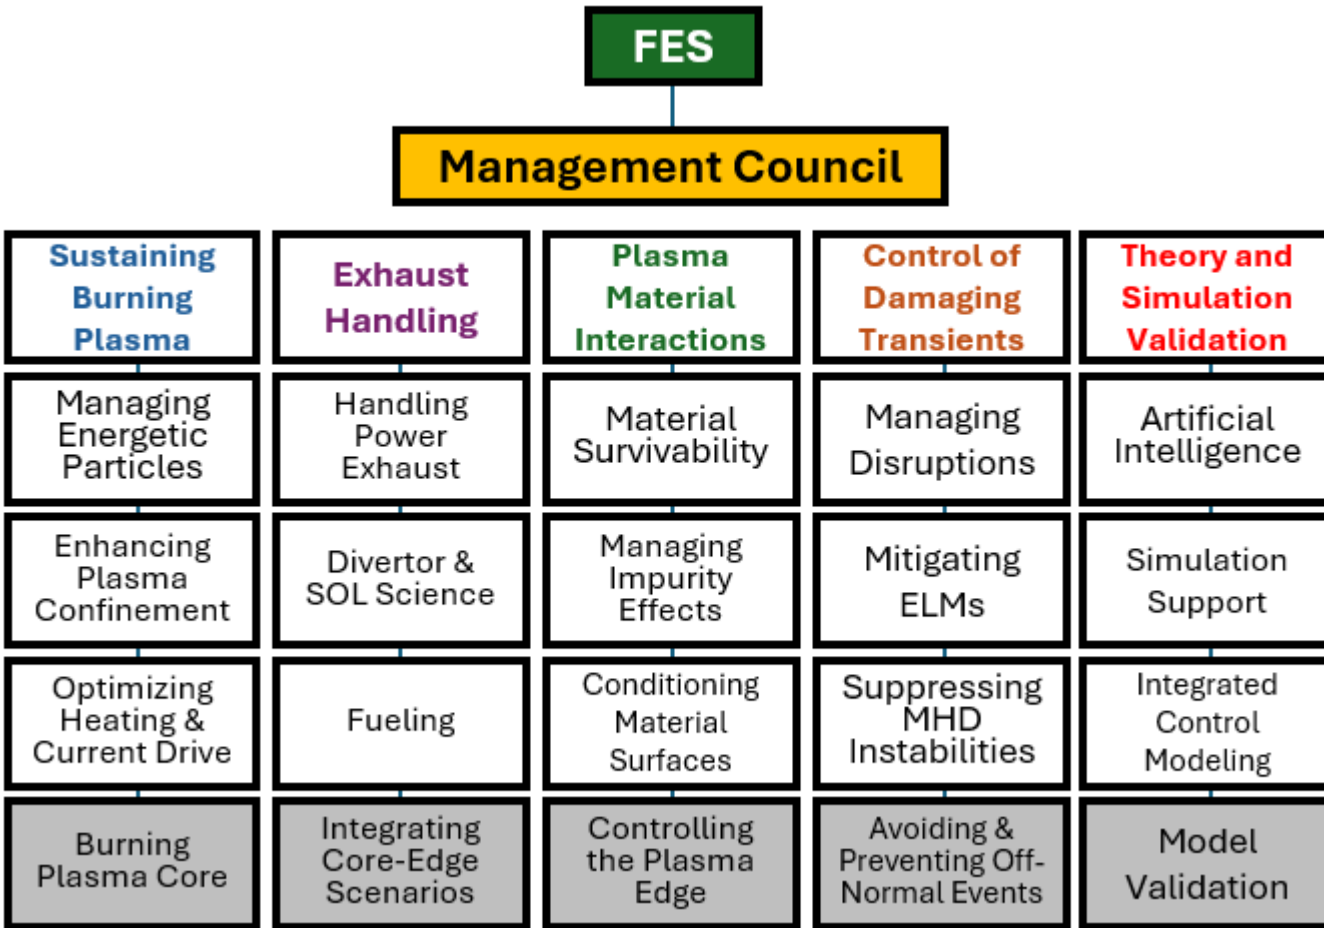 FES
Management Council
Sustaining
Burning
Plasma
Exhaust
Handling
Plasma
Material
Interactions
Control of
Damaging
Transients
Theory and
Simulation
Validation
Managing
Energetic
Particles
Handling
Power
Exhaust
Material
Survivability
Managing
Disruptions
Artificial
Intelligence
Enhancing
Plasma
Confinement
Divertor &
SOL Science
Managing
Impurity
Effects
Mitigating
ELMs
Simulation
Support
Optimizing
Heating &
Current Drive
Fueling
Conditioning
Material
Surfaces
Suppressing
MHD
Instabilities
Integrated
Control
Modeling
Burning
Plasma Core
Integrating
Core-Edge
Scenarios
Controlling
the Plasma
Edge
Avoiding &
Preventing Off-
Normal Events
Model
Validation